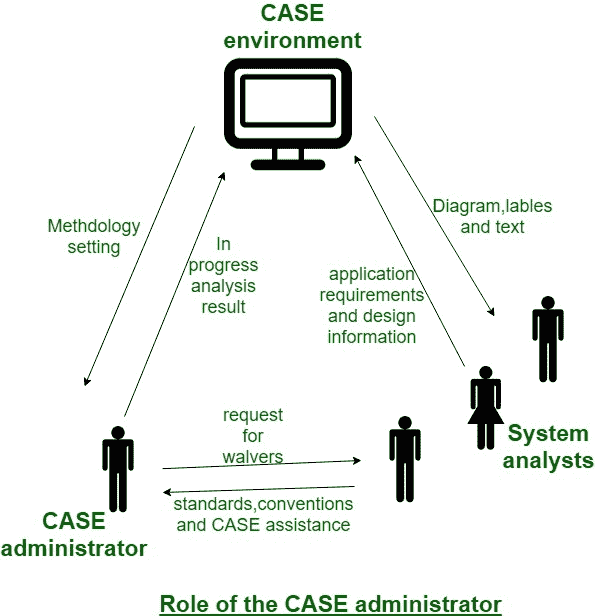 CASE
environment
Methdology
setting
In
progress
analysis
result
application
requirements
and design
information
Diagram,lables
and text
request
for
walvers
standards,conventions
and CASE assistance
CASE
administrator
System
analysts
Role of the CASE administrator